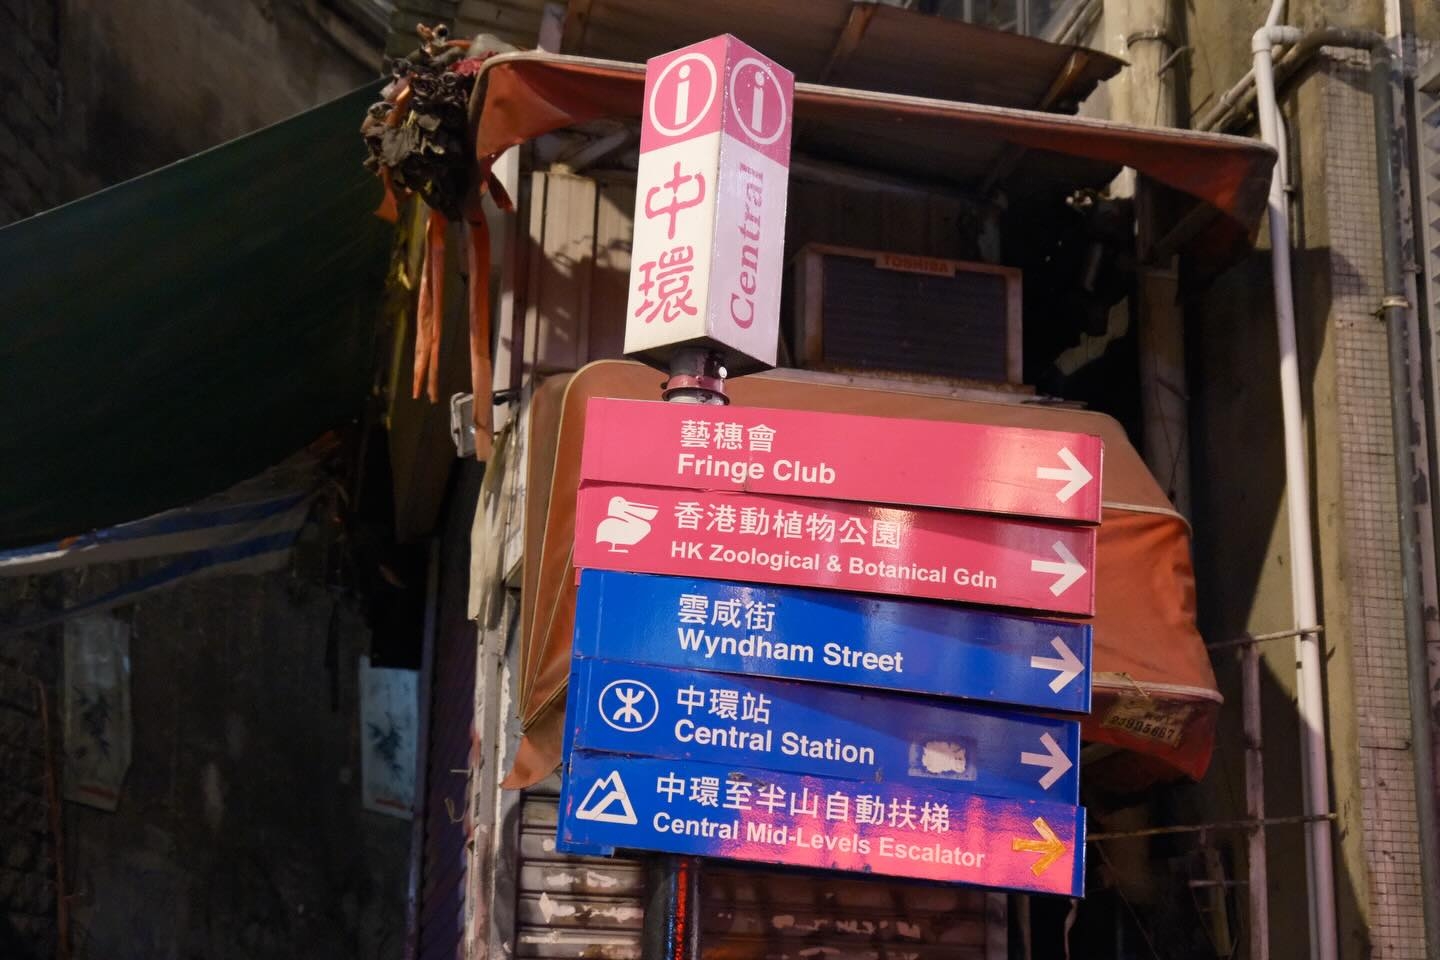 i
i
中環
Central
TOSHIBA
藝穗會
Fringe Club
香港動植物公園
HK Zoological & Botanical Gdn
雲咸街
Wyndham Street
中環站
Central Station
中環至半山自動扶梯
Central Mid-Levels Escalator